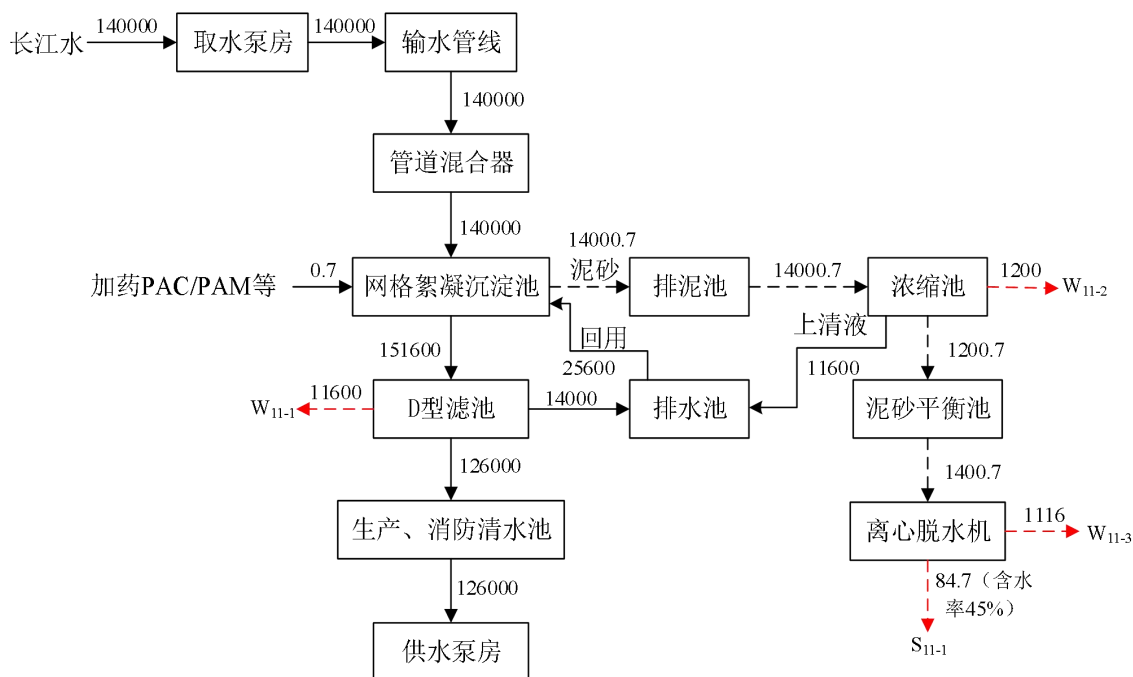 140000
140000
长江水
取水泵房
输水管线
140000
管道混合器
140000
14000.7
加药PAC/PAM等
0.7
网格絮凝沉淀池
泥砂
排泥池
14000.7
浓缩池
1200
W11-2
151600
回用
25600
上清液
11600
1200.7
W11-1
11600
D型滤池
14000
排水池
泥砂平衡池
126000
1400.7
生产、消防清水池
离心脱水机
1116
W11-3
126000
84.7（含水
率45%）
供水泵房
S11-1